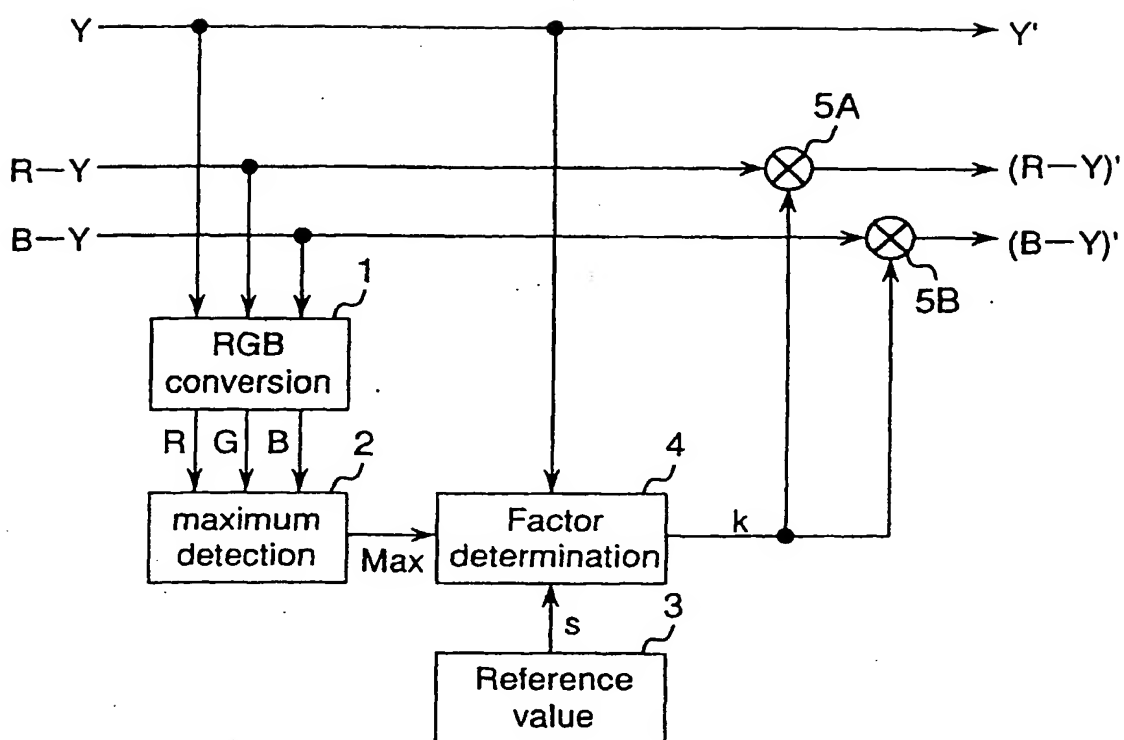 Y
Y'
5A
R—Y
(R—Y)'
B—Y
(B—Y)'
5B
1
RGB
conversion
R
G
B
2
4
maximum
detection
Max
Factor
determination
k
s
3
Reference
value